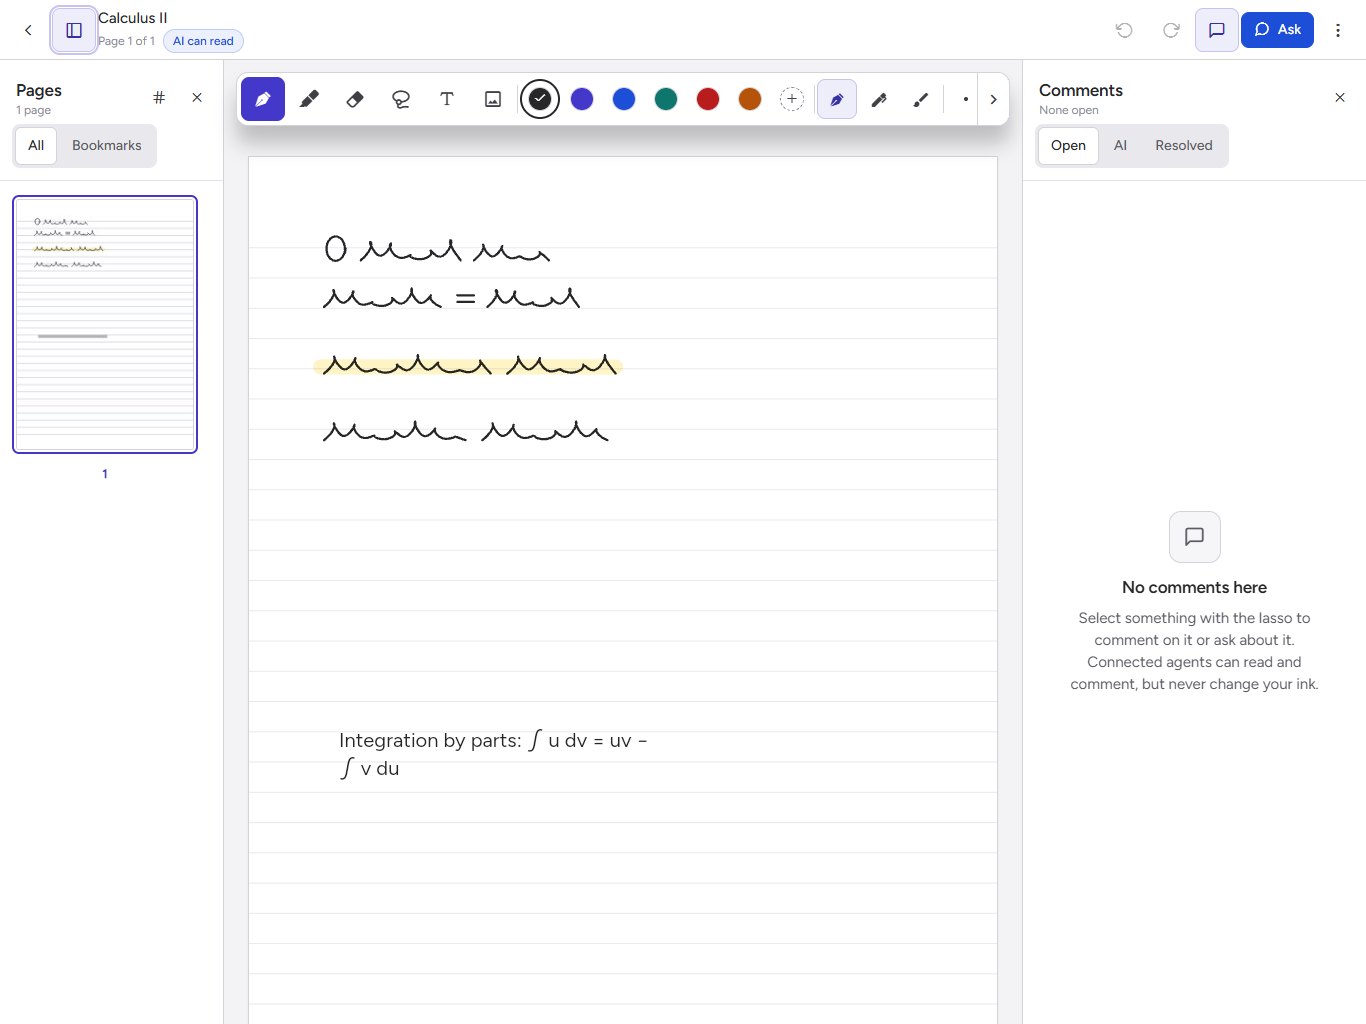 Calculus II
Page 1 of 1 AI can read
Ask
Pages
1 page
All Bookmarks
1
T
0
=
Integration by parts: ∫ u dv = uv −
∫ v du
Comments
None open
Open AI Resolved
No comments here
Select something with the lasso to
comment on it or ask about it.
Connected agents can read and
comment, but never change your ink.